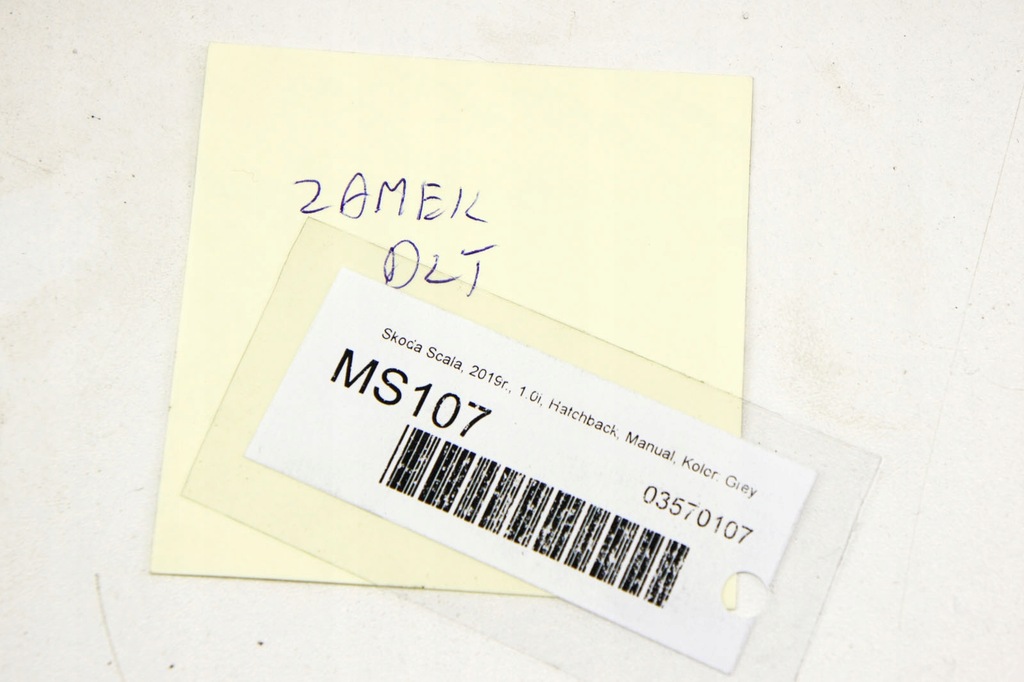 ZAMEK
DLT
Skoda Scala, 2019r., 1.0i, Hatchback, Manual, Kolor: Grey
MS107
03570107